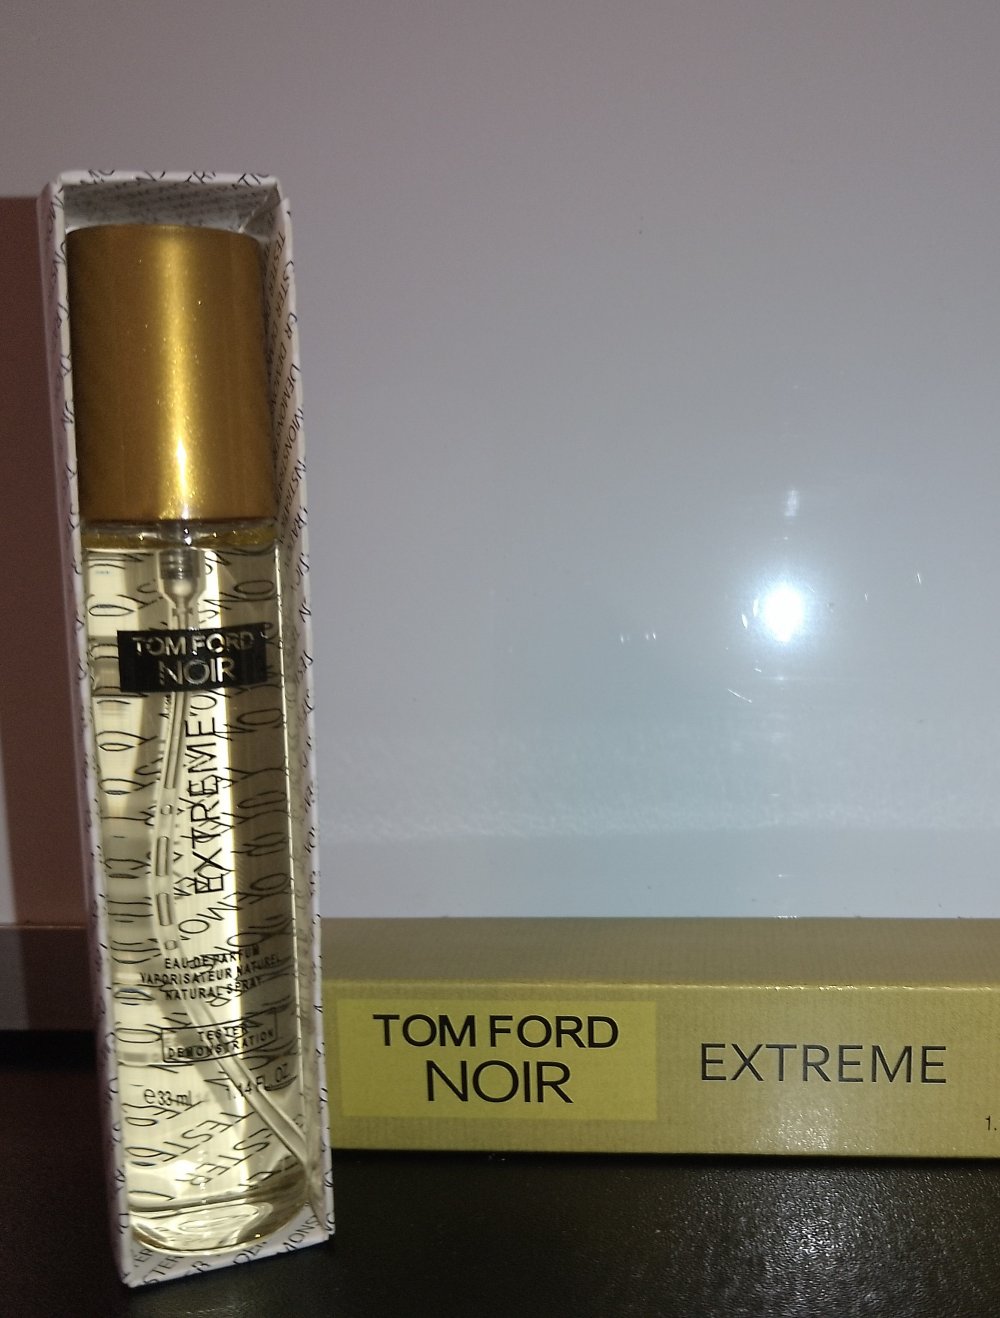 TOM FORD
NOIR
EXTREME
EAU DE PARFUM
VAPORISATEUR NATUREL
NATURAL SPRAY
TESTER
DEMONSTRATION
e 33 ml 1.14 FL. OZ
TOM FORD
NOIR
EXTREME
1.